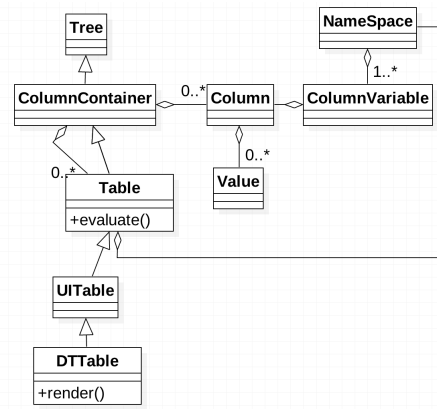 NameSpace
Tree
1..*
0..*
ColumnContainer
Column
ColumnVariable
0..*
0..*
Table
Value
+evaluate()
UITable
DTTable
+render()